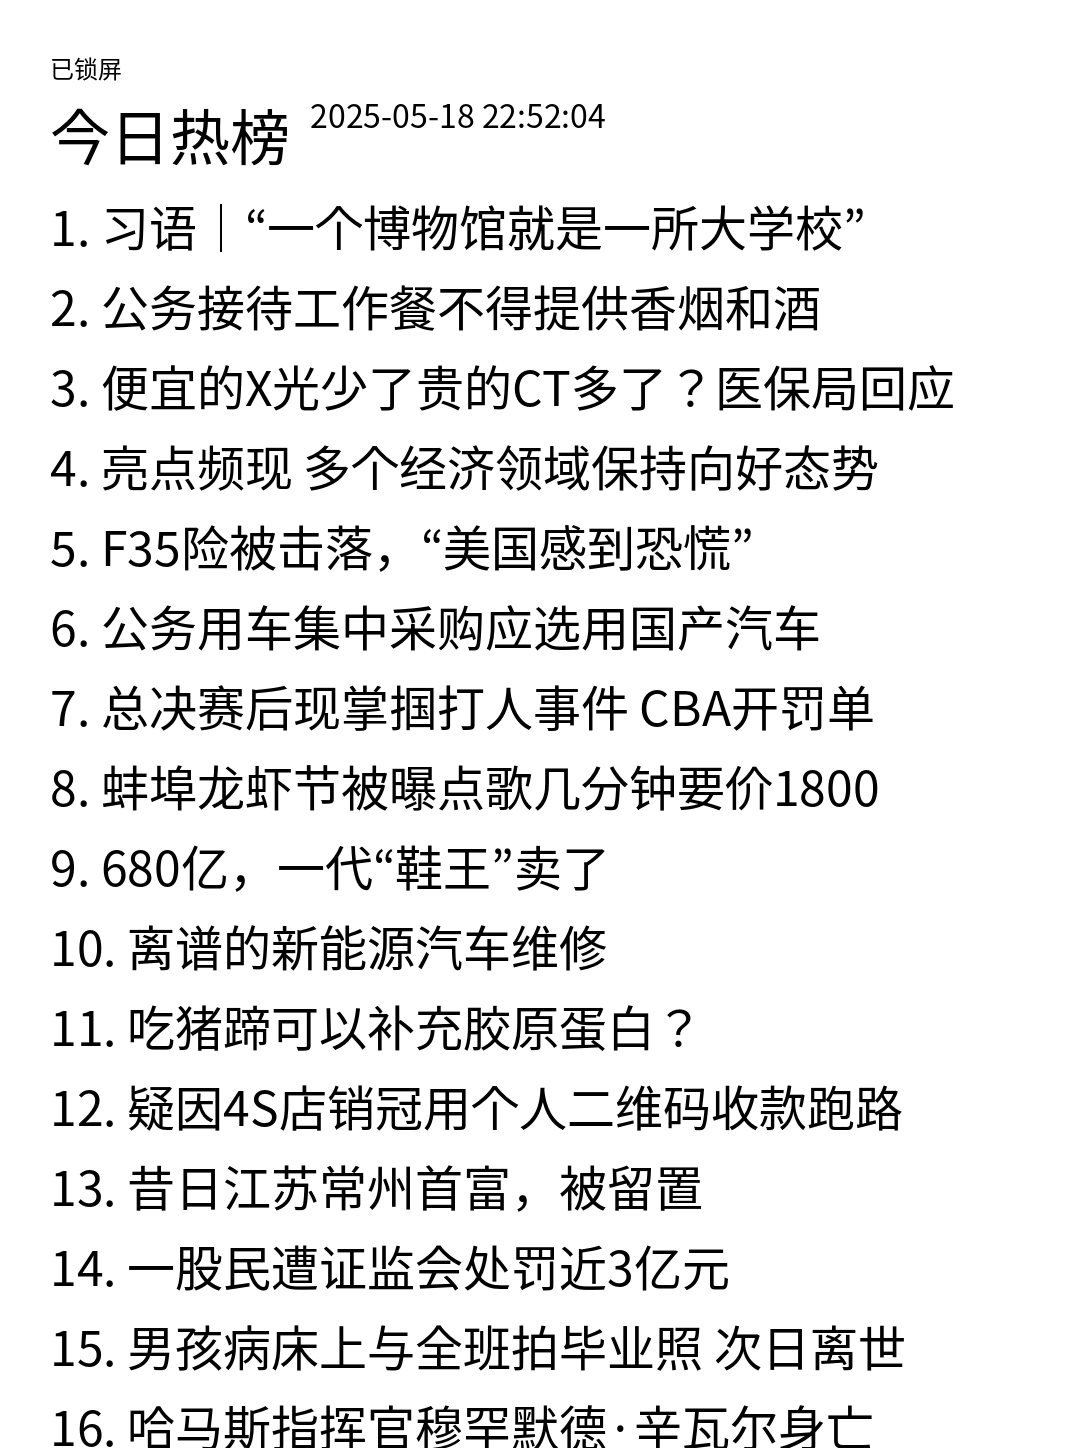 已锁屏
今日热榜 2025-05-18 22:52:04
1. 习语｜“一个博物馆就是一所大学校”
2. 公务接待工作餐不得提供香烟和酒
3. 便宜的X光少了贵的CT多了？医保局回应
4. 亮点频现 多个经济领域保持向好态势
5. F35险被击落，“美国感到恐慌”
6. 公务用车集中采购应选用国产汽车
7. 总决赛后现掌掴打人事件 CBA开罚单
8. 蚌埠龙虾节被曝点歌几分钟要价1800
9. 680亿，一代“鞋王”卖了
10. 离谱的新能源汽车维修
11. 吃猪蹄可以补充胶原蛋白？
12. 疑因4S店销冠用个人二维码收款跑路
13. 昔日江苏常州首富，被留置
14. 一股民遭证监会处罚近3亿元
15. 男孩病床上与全班拍毕业照 次日离世
16. 哈马斯指挥官穆罕默德·辛瓦尔身亡